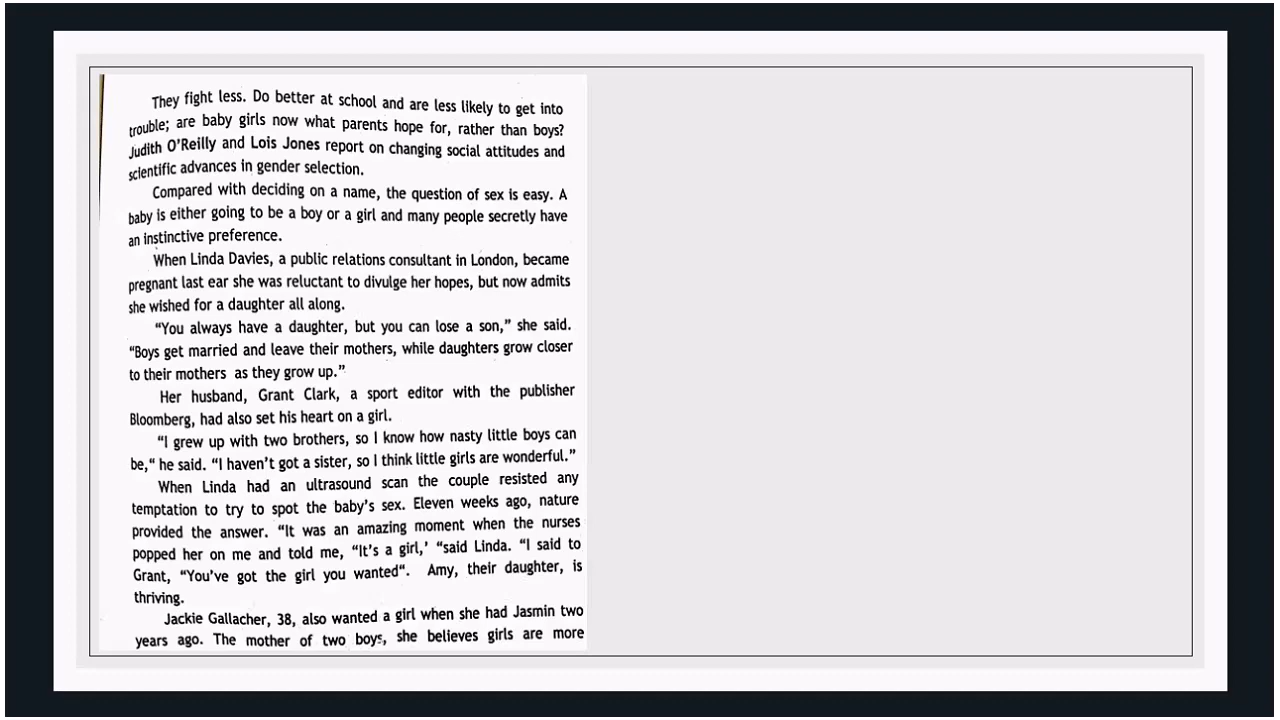 They fight less. Do better at school and are less likely to get into
trouble; are baby girls now what parents hope for, rather than boys?
Judith O'Reilly and Lois Jones report on changing social attitudes and
scientific advances in gender selection.
Compared with deciding on a name, the question of sex is easy. A
baby is either going to be a boy or a girl and many people secretly have
an instinctive preference.
When Linda Davies, a public relations consultant in London, became
pregnant last ear she was reluctant to divulge her hopes, but now admits
she wished for a daughter all along.
“You always have a daughter, but you can lose a son,” she said.
“Boys get married and leave their mothers, while daughters grow closer
to their mothers as they grow up.”
Her husband, Grant Clark, a sport editor with the publisher
Bloomberg, had also set his heart on a girl.
“I grew up with two brothers, so I know how nasty little boys can
be,“ he said. “I haven't got a sister, so I think little girls are wonderful.”
When Linda had an ultrasound scan the couple resisted any
temptation to try to spot the baby's sex. Eleven weeks ago, nature
provided the answer. “It was an amazing moment when the nurses
popped her on me and told me, “It's a girl,’ “said Linda. “I said to
Grant, “You've got the girl you wanted“. Amy, their daughter, is
thriving.
Jackie Gallacher, 38, also wanted a girl when she had Jasmin two
years ago. The mother of two boys, she believes girls are more